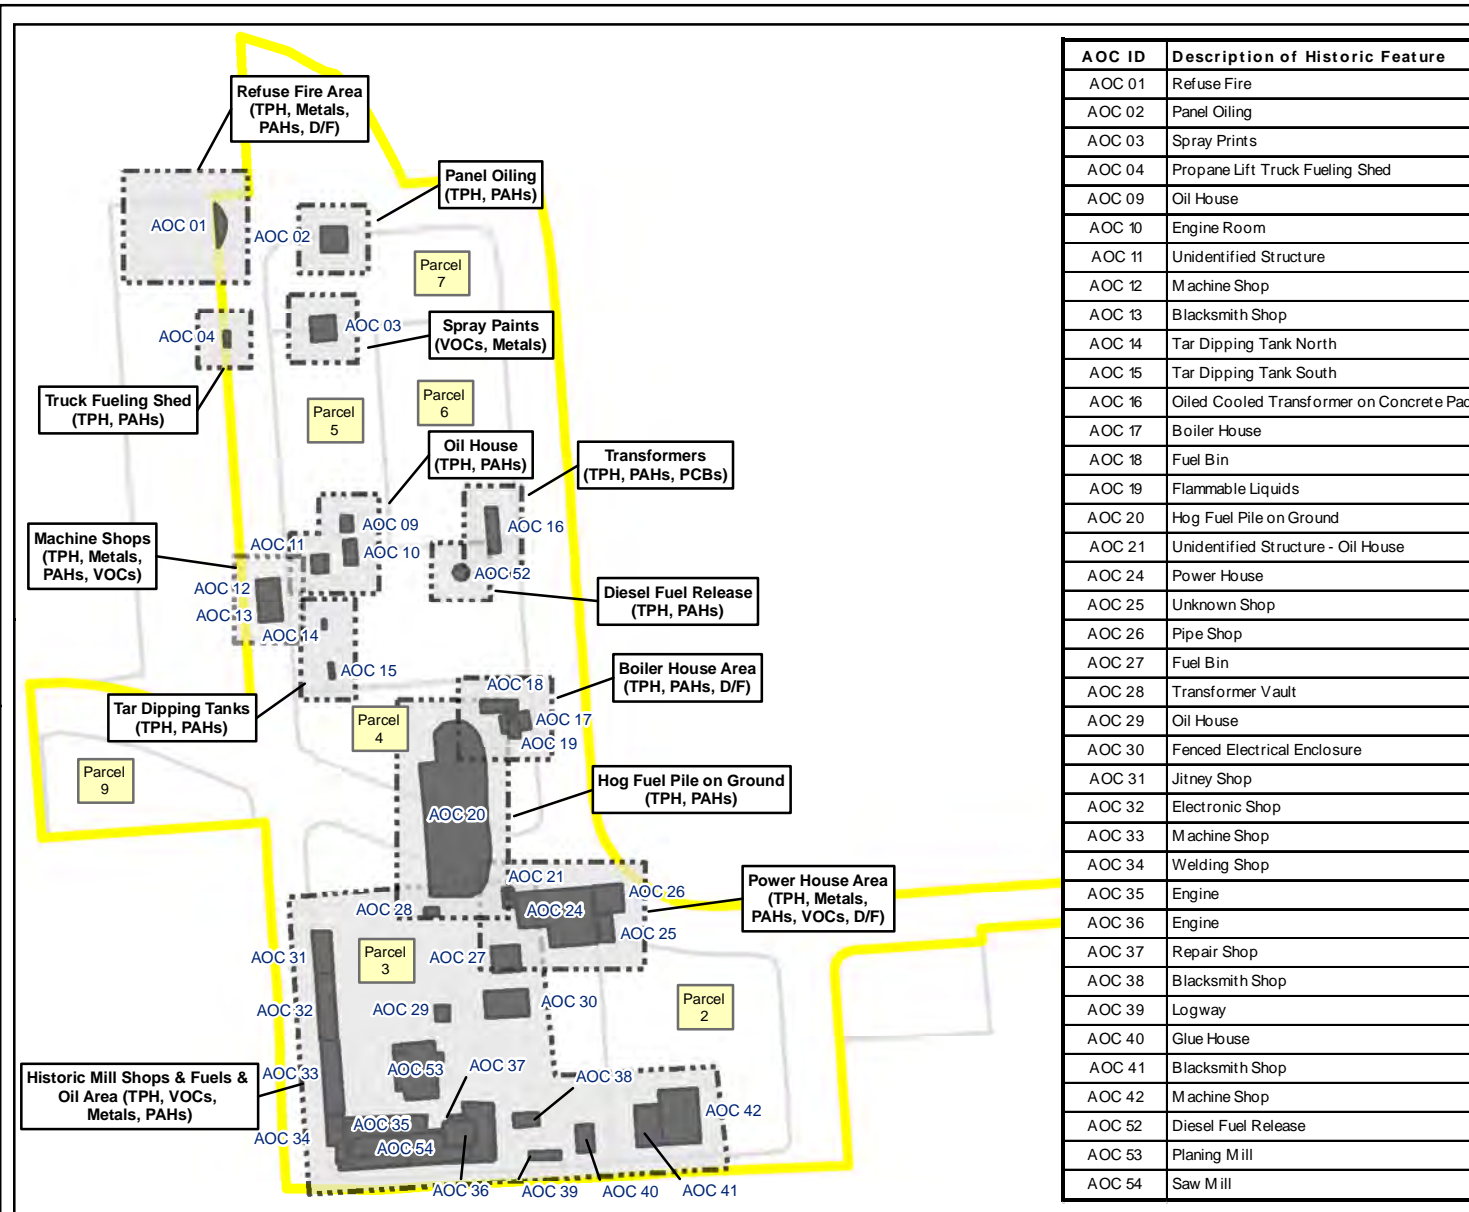 Refuse Fire Area
(TPH, Metals,
PAHs, D/F)
Panel Oiling
(TPH, PAHs)
AOC 01
AOC 02
Parcel
7
AOC 03
AOC 04
Spray Paints
(VOCs, Metals)
Truck Fueling Shed
(TPH, PAHs)
Parcel
6
Parcel
5
Oil House
(TPH, PAHs)
Transformers
(TPH, PAHs, PCBs)
AOC 09
AOC 16
Machine Shops
(TPH, Metals,
PAHs, VOCs)
AOC 11
AOC 10
AOC 52
AOC 12
AOC 13
Diesel Fuel Release
(TPH, PAHs)
AOC 14
AOC 15
Boiler House Area
(TPH, PAHs, D/F)
AOC 18
Tar Dipping Tanks
(TPH, PAHs)
Parcel
4
AOC 17
AOC 19
Parcel
9
Hog Fuel Pile on Ground
(TPH, PAHs)
AOC 20
AOC 21
AOC 26
Power House Area
(TPH, Metals,
PAHs, VOCs, D/F)
AOC 28
AOC 24
AOC 25
AOC 31
Parcel
3
AOC 27
AOC 32
AOC 29
AOC 30
Parcel
2
AOC 33
AOC 53
AOC 37
AOC 38
Historic Mill Shops & Fuels &
Oil Area (TPH, VOCs,
Metals, PAHs)
AOC 42
AOC 35
AOC 34
AOC 54
AOC 36
AOC 39
AOC 40
AOC 41
AOC ID Description of Historic Feature
AOC 01 Refuse Fire
AOC 02 Panel Oiling
AOC 03 Spray Prints
AOC 04 Propane Lift Truck Fueling Shed
AOC 09 Oil House
AOC 10 Engine Room
AOC 11 Unidentified Structure
AOC 12 Machine Shop
AOC 13 Blacksmith Shop
AOC 14 Tar Dipping Tank North
AOC 15 Tar Dipping Tank South
AOC 16 Oiled Cooled Transformer on Concrete Pad
AOC 17 Boiler House
AOC 18 Fuel Bin
AOC 19 Flammable Liquids
AOC 20 Hog Fuel Pile on Ground
AOC 21 Unidentified Structure - Oil House
AOC 24 Power House
AOC 25 Unknown Shop
AOC 26 Pipe Shop
AOC 27 Fuel Bin
AOC 28 Transformer Vault
AOC 29 Oil House
AOC 30 Fenced Electrical Enclosure
AOC 31 Jitney Shop
AOC 32 Electronic Shop
AOC 33 Machine Shop
AOC 34 Welding Shop
AOC 35 Engine
AOC 36 Engine
AOC 37 Repair Shop
AOC 38 Blacksmith Shop
AOC 39 Logway
AOC 40 Glue House
AOC 41 Blacksmith Shop
AOC 42 Machine Shop
AOC 52 Diesel Fuel Release
AOC 53 Planing Mill
AOC 54 Saw Mill